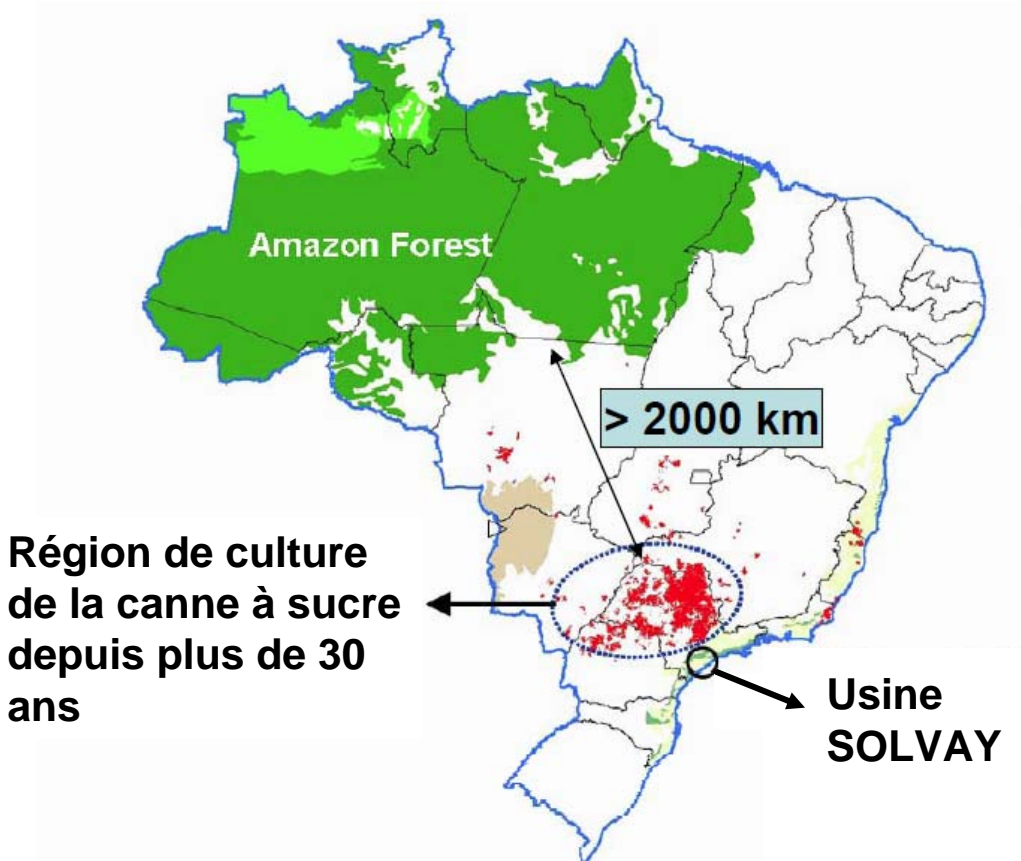 Amazon Forest
> 2000 km
Région de culture
de la canne à sucre
depuis plus de 30
ans
Usine
SOLVAY